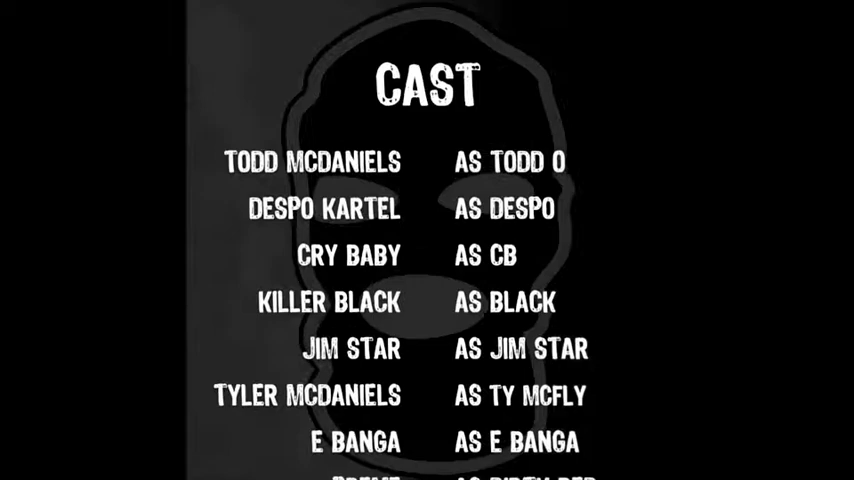 CAST
TODD MCDANIELS AS TODD O
DESPO KARTEL AS DESPO
CRY BABY AS CB
KILLER BLACK AS BLACK
JIM STAR AS JIM STAR
TYLER MCDANIELS AS TY MCFLY
E BANGA AS E BANGA